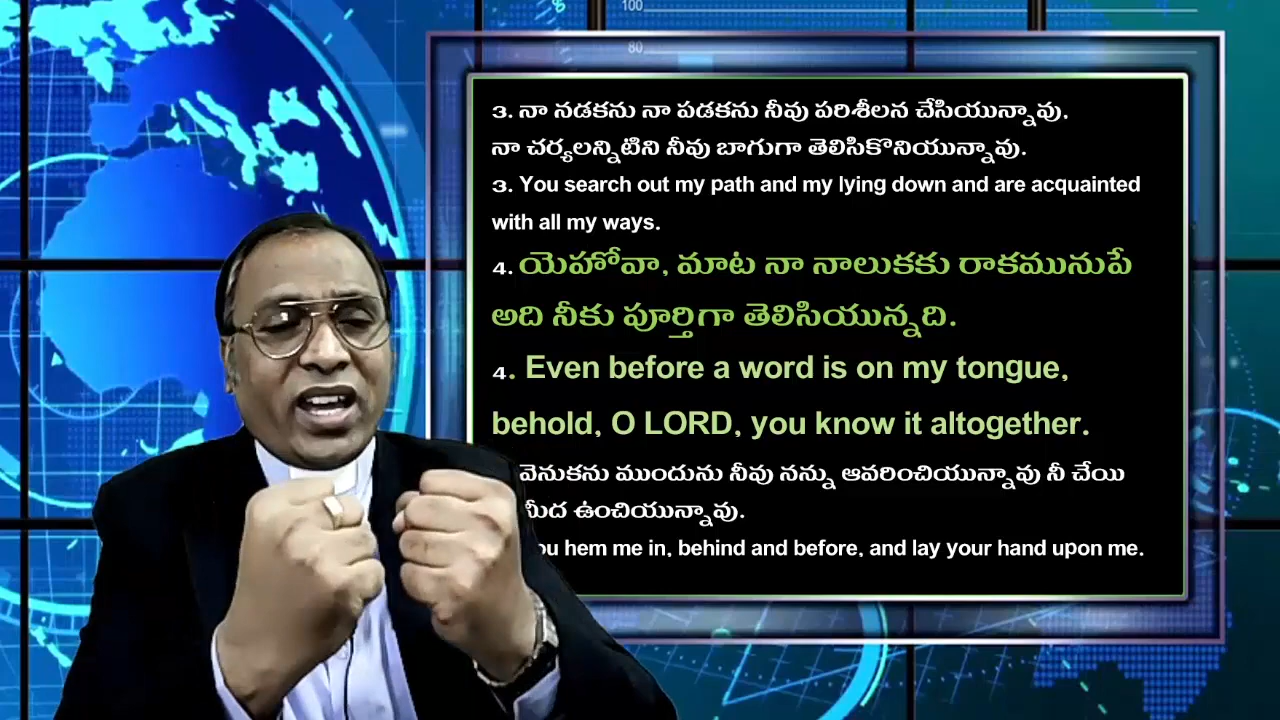 100
80
3. నా నడకను నా పడకను నీవు పరిశీలన చేసియున్నావు.
నా చర్యలన్నిటిని నీవు బాగుగా తెలిసికొనియున్నావు.
3. You search out my path and my lying down and are acquainted
with all my ways.
4. యెహోవా, మాట నా నాలుకకు రాకమునుపే
అది నీకు పూర్తిగా తెలిసియున్నది.
4. Even before a word is on my tongue,
behold, O LORD, you know it altogether.
వెనుకను ముందును నీవు నన్ను ఆవరించియున్నావు నీ చేయి
మీద ఉంచియున్నావు.
ou hem me in, behind and before, and lay your hand upon me.